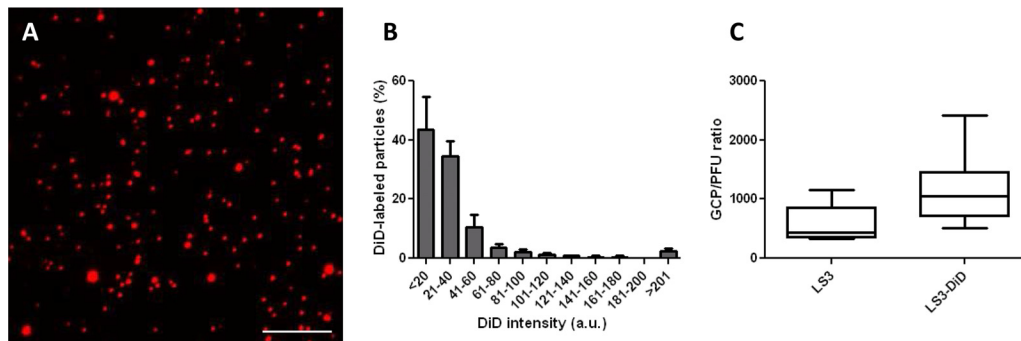 A
B
C
DiD-labeled particles (%)
60
40
20
0
<20
21-40
41-60
61-80
81-100
101-120
121-140
141-160
161-180
181-200
>201
DiD intensity (a.u.)
GCP/PFU ratio
3000
2000
1000
0
LS3
LS3-DiD